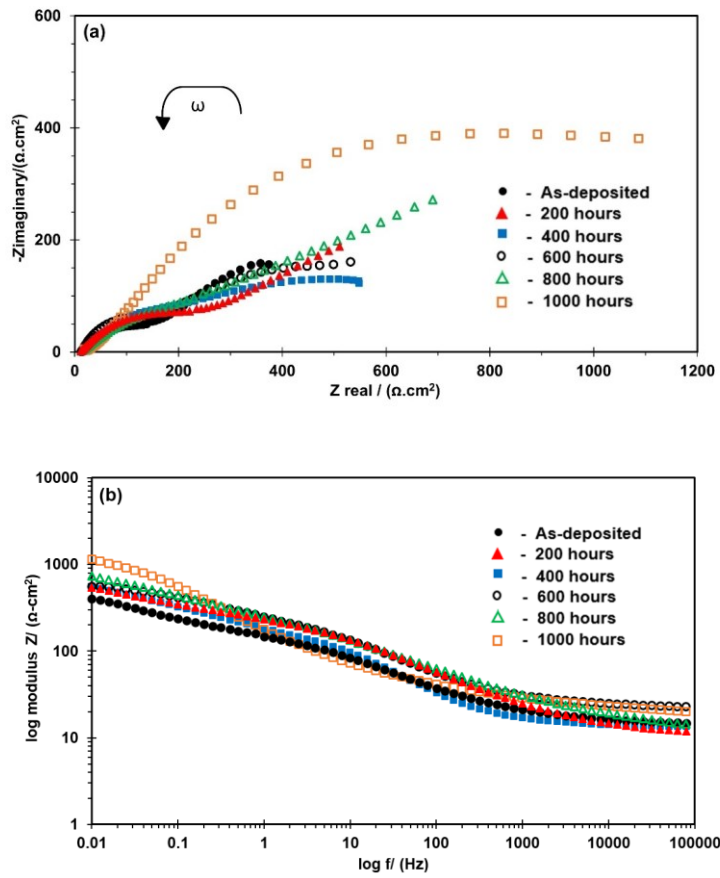 (a)
-Zimaginary/(Ω.cm²)
600
400
200
0
ω
- As-deposited
- 200 hours
- 400 hours
- 600 hours
- 800 hours
- 1000 hours
0 200 400 600 800 1000 1200
Z real / (Ω.cm²)
(b)
log modulus Z/ (Ω-cm²)
10000
1000
100
10
1
- As-deposited
- 200 hours
- 400 hours
- 600 hours
- 800 hours
- 1000 hours
0.01 0.1 1 10 100 1000 10000 100000
log f/ (Hz)